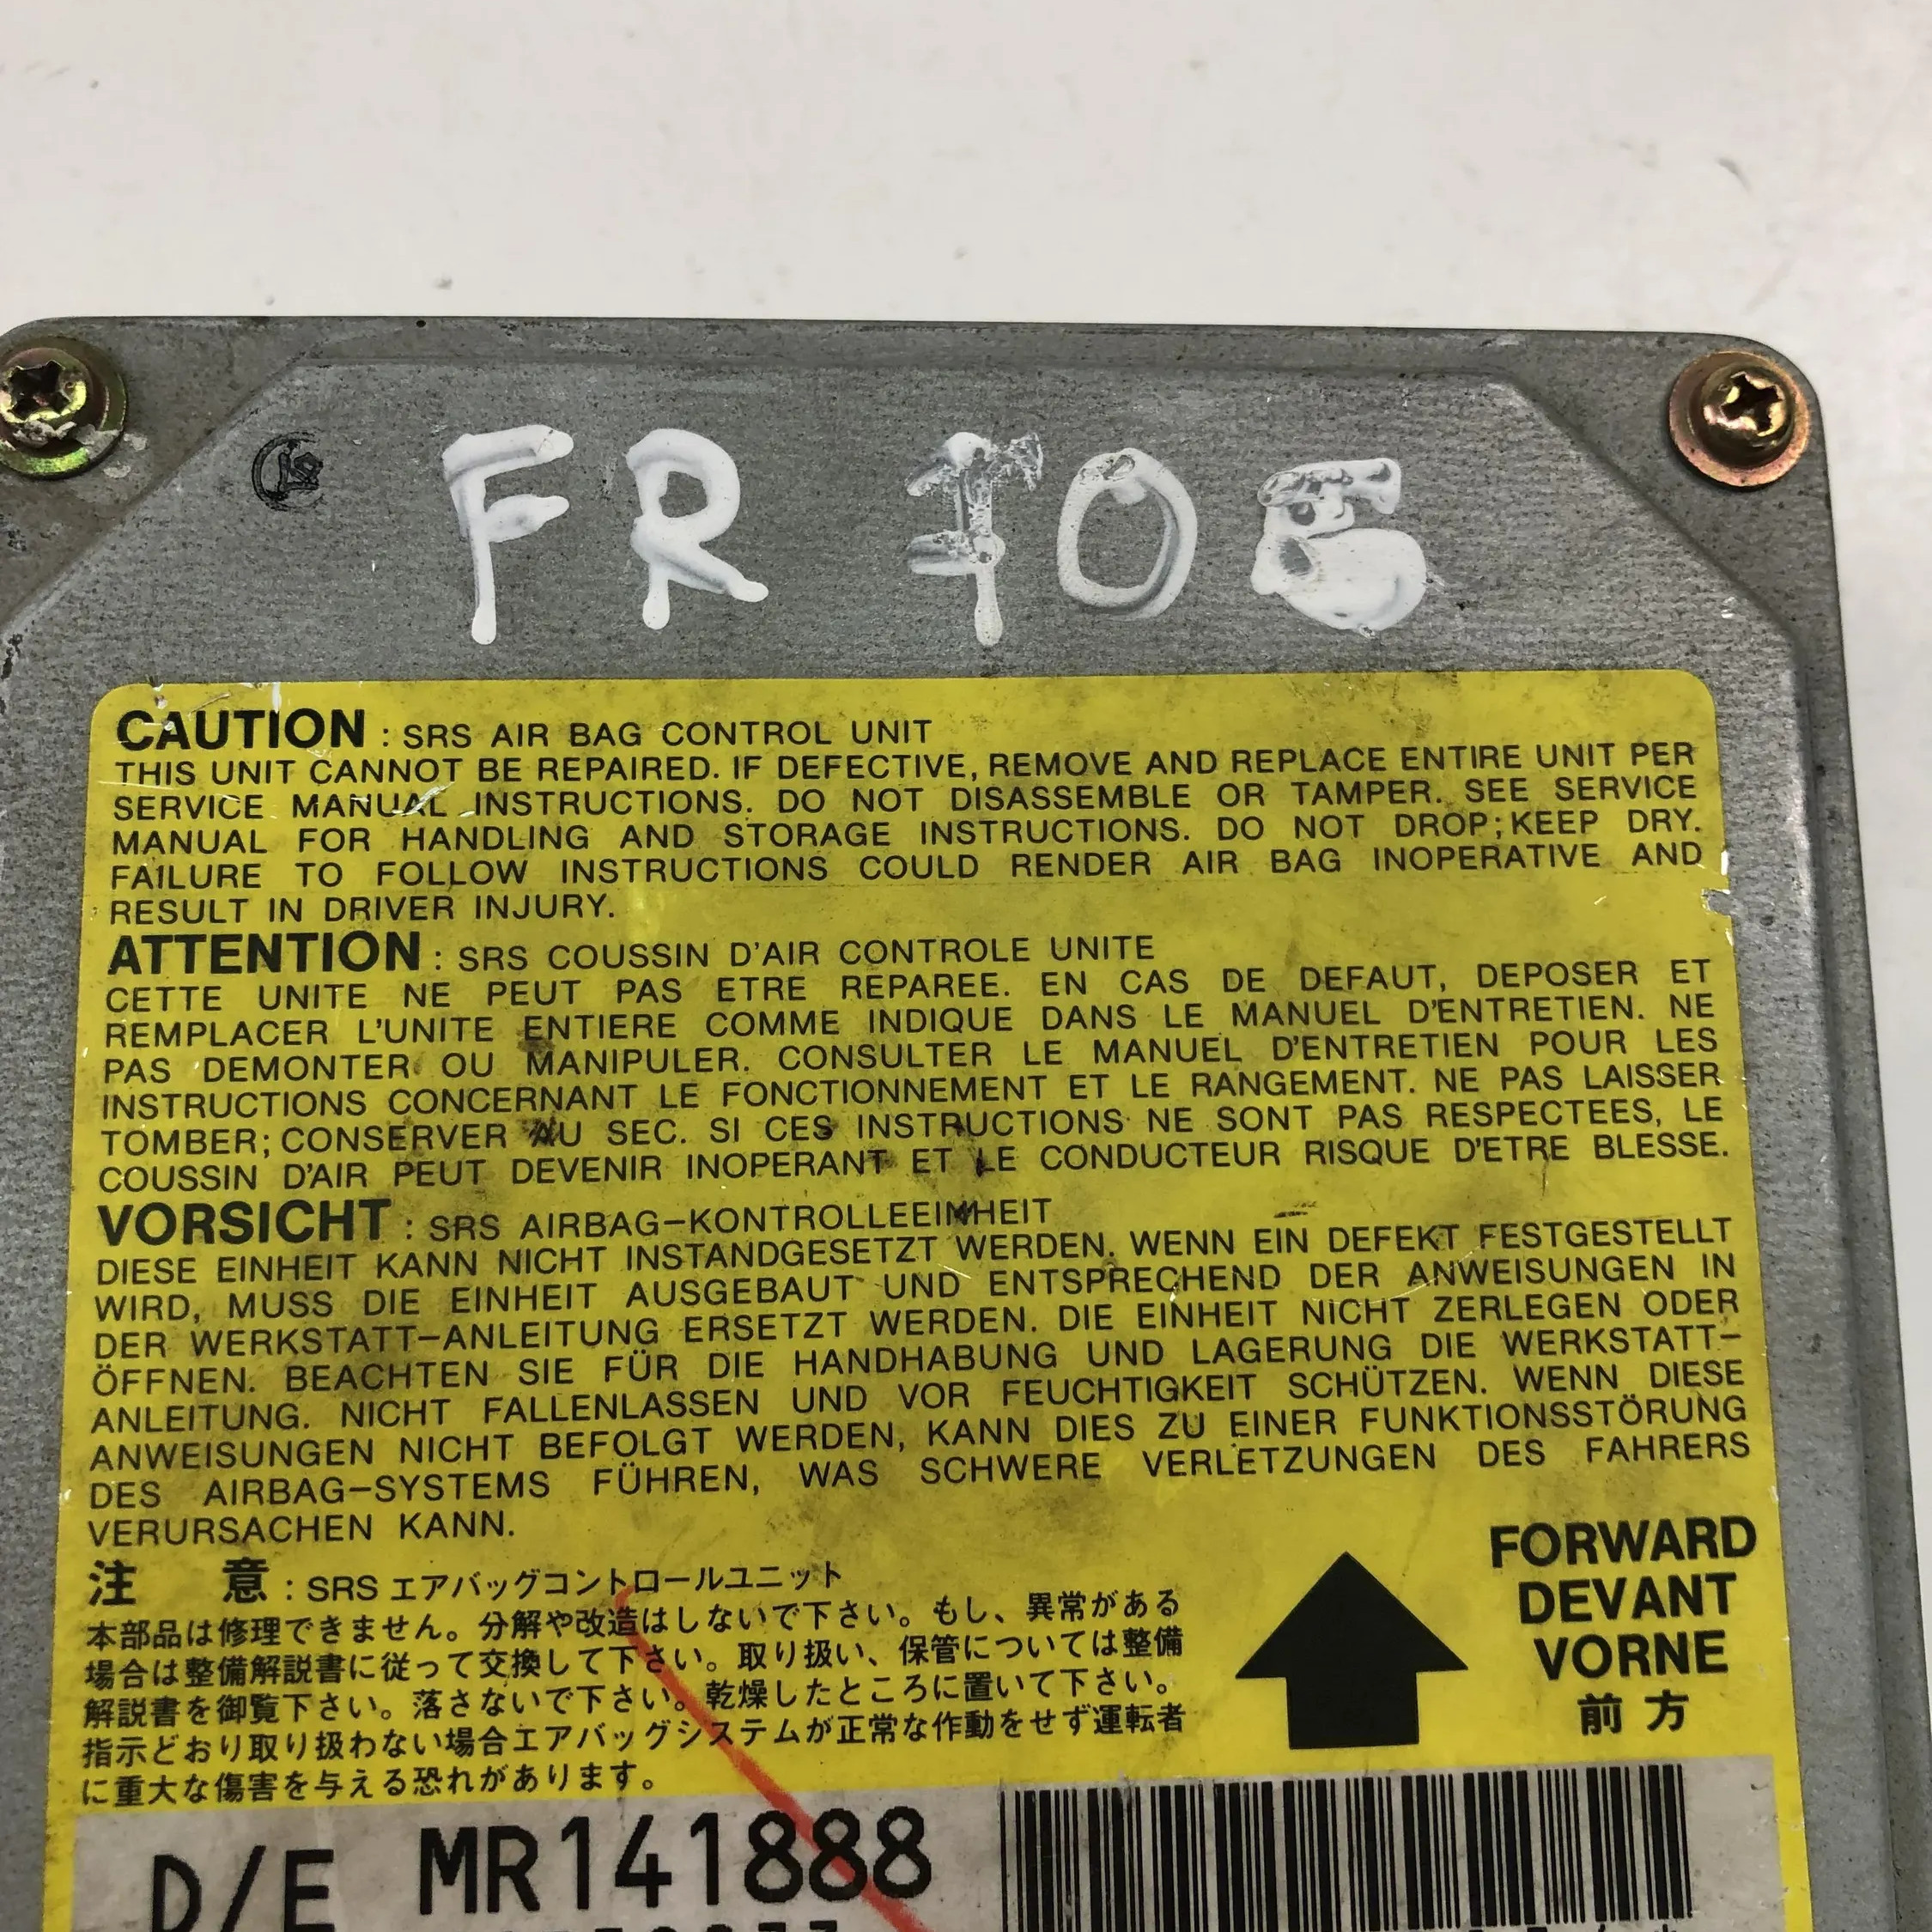 FR 706
CAUTION : SRS AIR BAG CONTROL UNIT
THIS UNIT CANNOT BE REPAIRED. IF DEFECTIVE, REMOVE AND REPLACE ENTIRE UNIT PER
SERVICE MANUAL INSTRUCTIONS. DO NOT DISASSEMBLE OR TAMPER. SEE SERVICE
MANUAL FOR HANDLING AND STORAGE INSTRUCTIONS. DO NOT DROP; KEEP DRY.
FAILURE TO FOLLOW INSTRUCTIONS COULD RENDER AIR BAG INOPERATIVE AND
RESULT IN DRIVER INJURY.
ATTENTION : SRS COUSSIN D'AIR CONTROLE UNITE
CETTE UNITE NE PEUT PAS ETRE REPAREE. EN CAS DE DEFAUT, DEPOSER ET
REMPLACER L'UNITE ENTIERE COMME INDIQUE DANS LE MANUEL D'ENTRETIEN. NE
PAS DEMONTER OU MANIPULER. CONSULTER LE MANUEL D'ENTRETIEN POUR LES
INSTRUCTIONS CONCERNANT LE FONCTIONNEMENT ET LE RANGEMENT. NE PAS LAISSER
TOMBER; CONSERVER AU SEC. SI CES INSTRUCTIONS NE SONT PAS RESPECTEES, LE
COUSSIN D'AIR PEUT DEVENIR INOPERANT ET LE CONDUCTEUR RISQUE D'ETRE BLESSE.
VORSICHT : SRS AIRBAG-KONTROLLEEINHEIT
DIESE EINHEIT KANN NICHT INSTANDGESETZT WERDEN. WENN EIN DEFEKT FESTGESTELLT
WIRD, MUSS DIE EINHEIT AUSGEBAUT UND ENTSPRECHEND DER ANWEISUNGEN IN
DER WERKSTATT-ANLEITUNG ERSETZT WERDEN. DIE EINHEIT NICHT ZERLEGEN ODER
ÖFFNEN. BEACHTEN SIE FÜR DIE HANDHABUNG UND LAGERUNG DIE WERKSTATT-
ANLEITUNG. NICHT FALLENLASSEN UND VOR FEUCHTIGKEIT SCHÜTZEN. WENN DIESE
ANWEISUNGEN NICHT BEFOLGT WERDEN, KANN DIES ZU EINER FUNKTIONSSTÖRUNG
DES AIRBAG-SYSTEMS FÜHREN, WAS SCHWERE VERLETZUNGEN DES FAHRERS
VERURSACHEN KANN.
注 意 : SRS エアバッグコントロールユニット
本部品は修理できません。分解や改造はしないで下さい。もし、異常がある
場合は整備解説書に従って交換して下さい。取り扱い、保管については整備
解説書を御覧下さい。落さないで下さい。乾燥したところに置いて下さい。
指示どおり取り扱わない場合エアバッグシステムが正常な作動をせず運転者
に重大な傷害を与える恐れがあります。
FORWARD
DEVANT
VORNE
前方
D/E MR141888